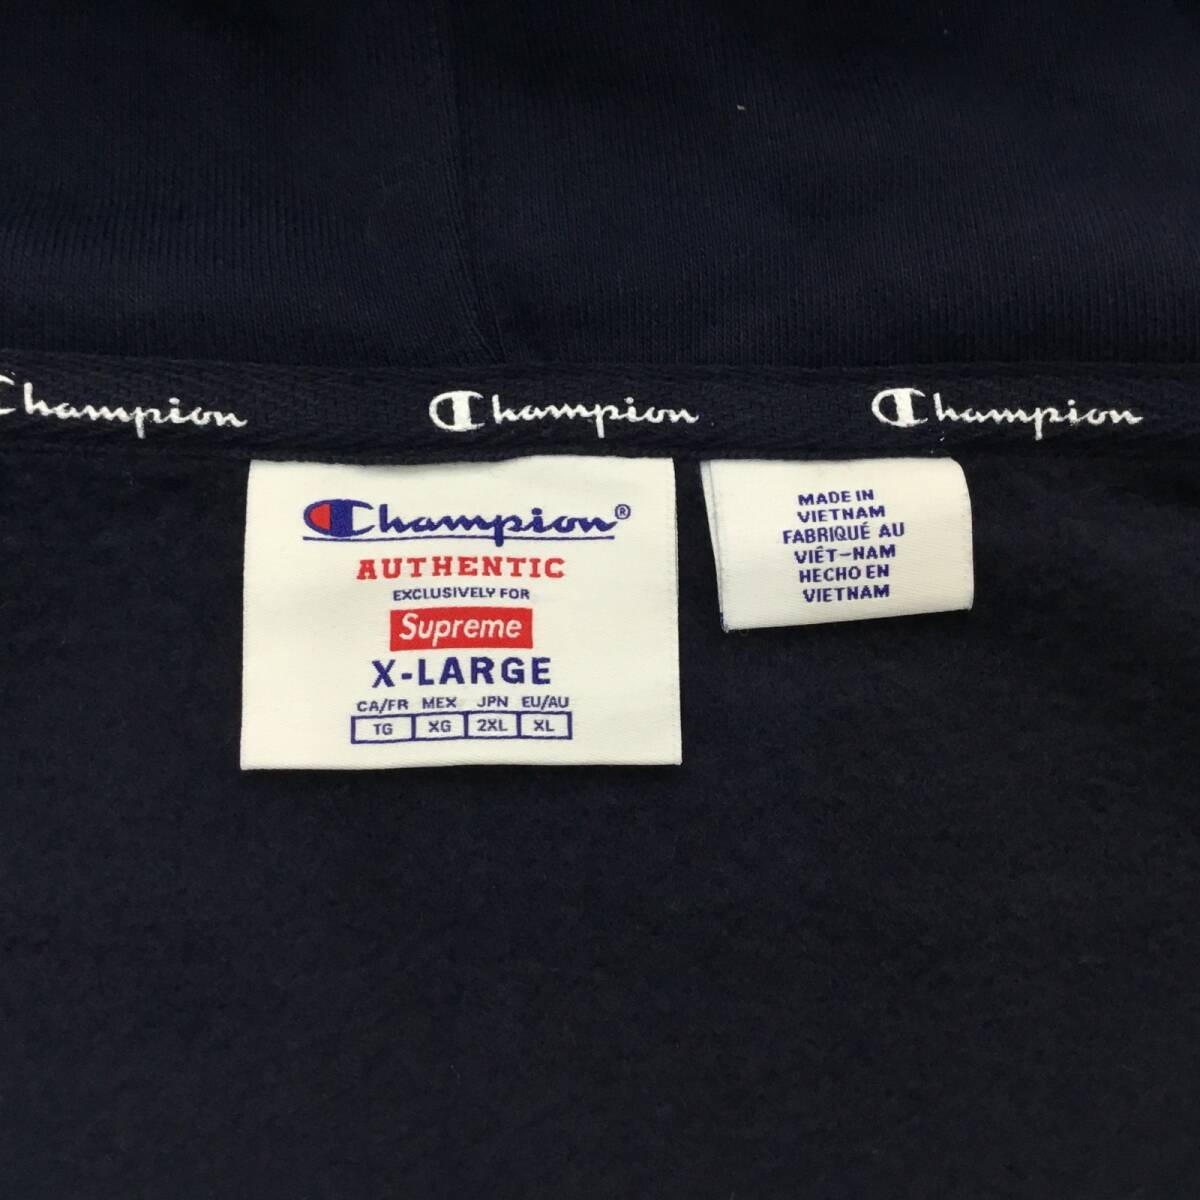 Champion Champion Champion
Champion®
AUTHENTIC
EXCLUSIVELY FOR
Supreme
X-LARGE
CA/FR MEX JPN EU/AU
TG XG 2XL XL
MADE IN
VIETNAM
FABRIQUÉ AU
VIÊT-NAM
HECHO EN
VIETNAM